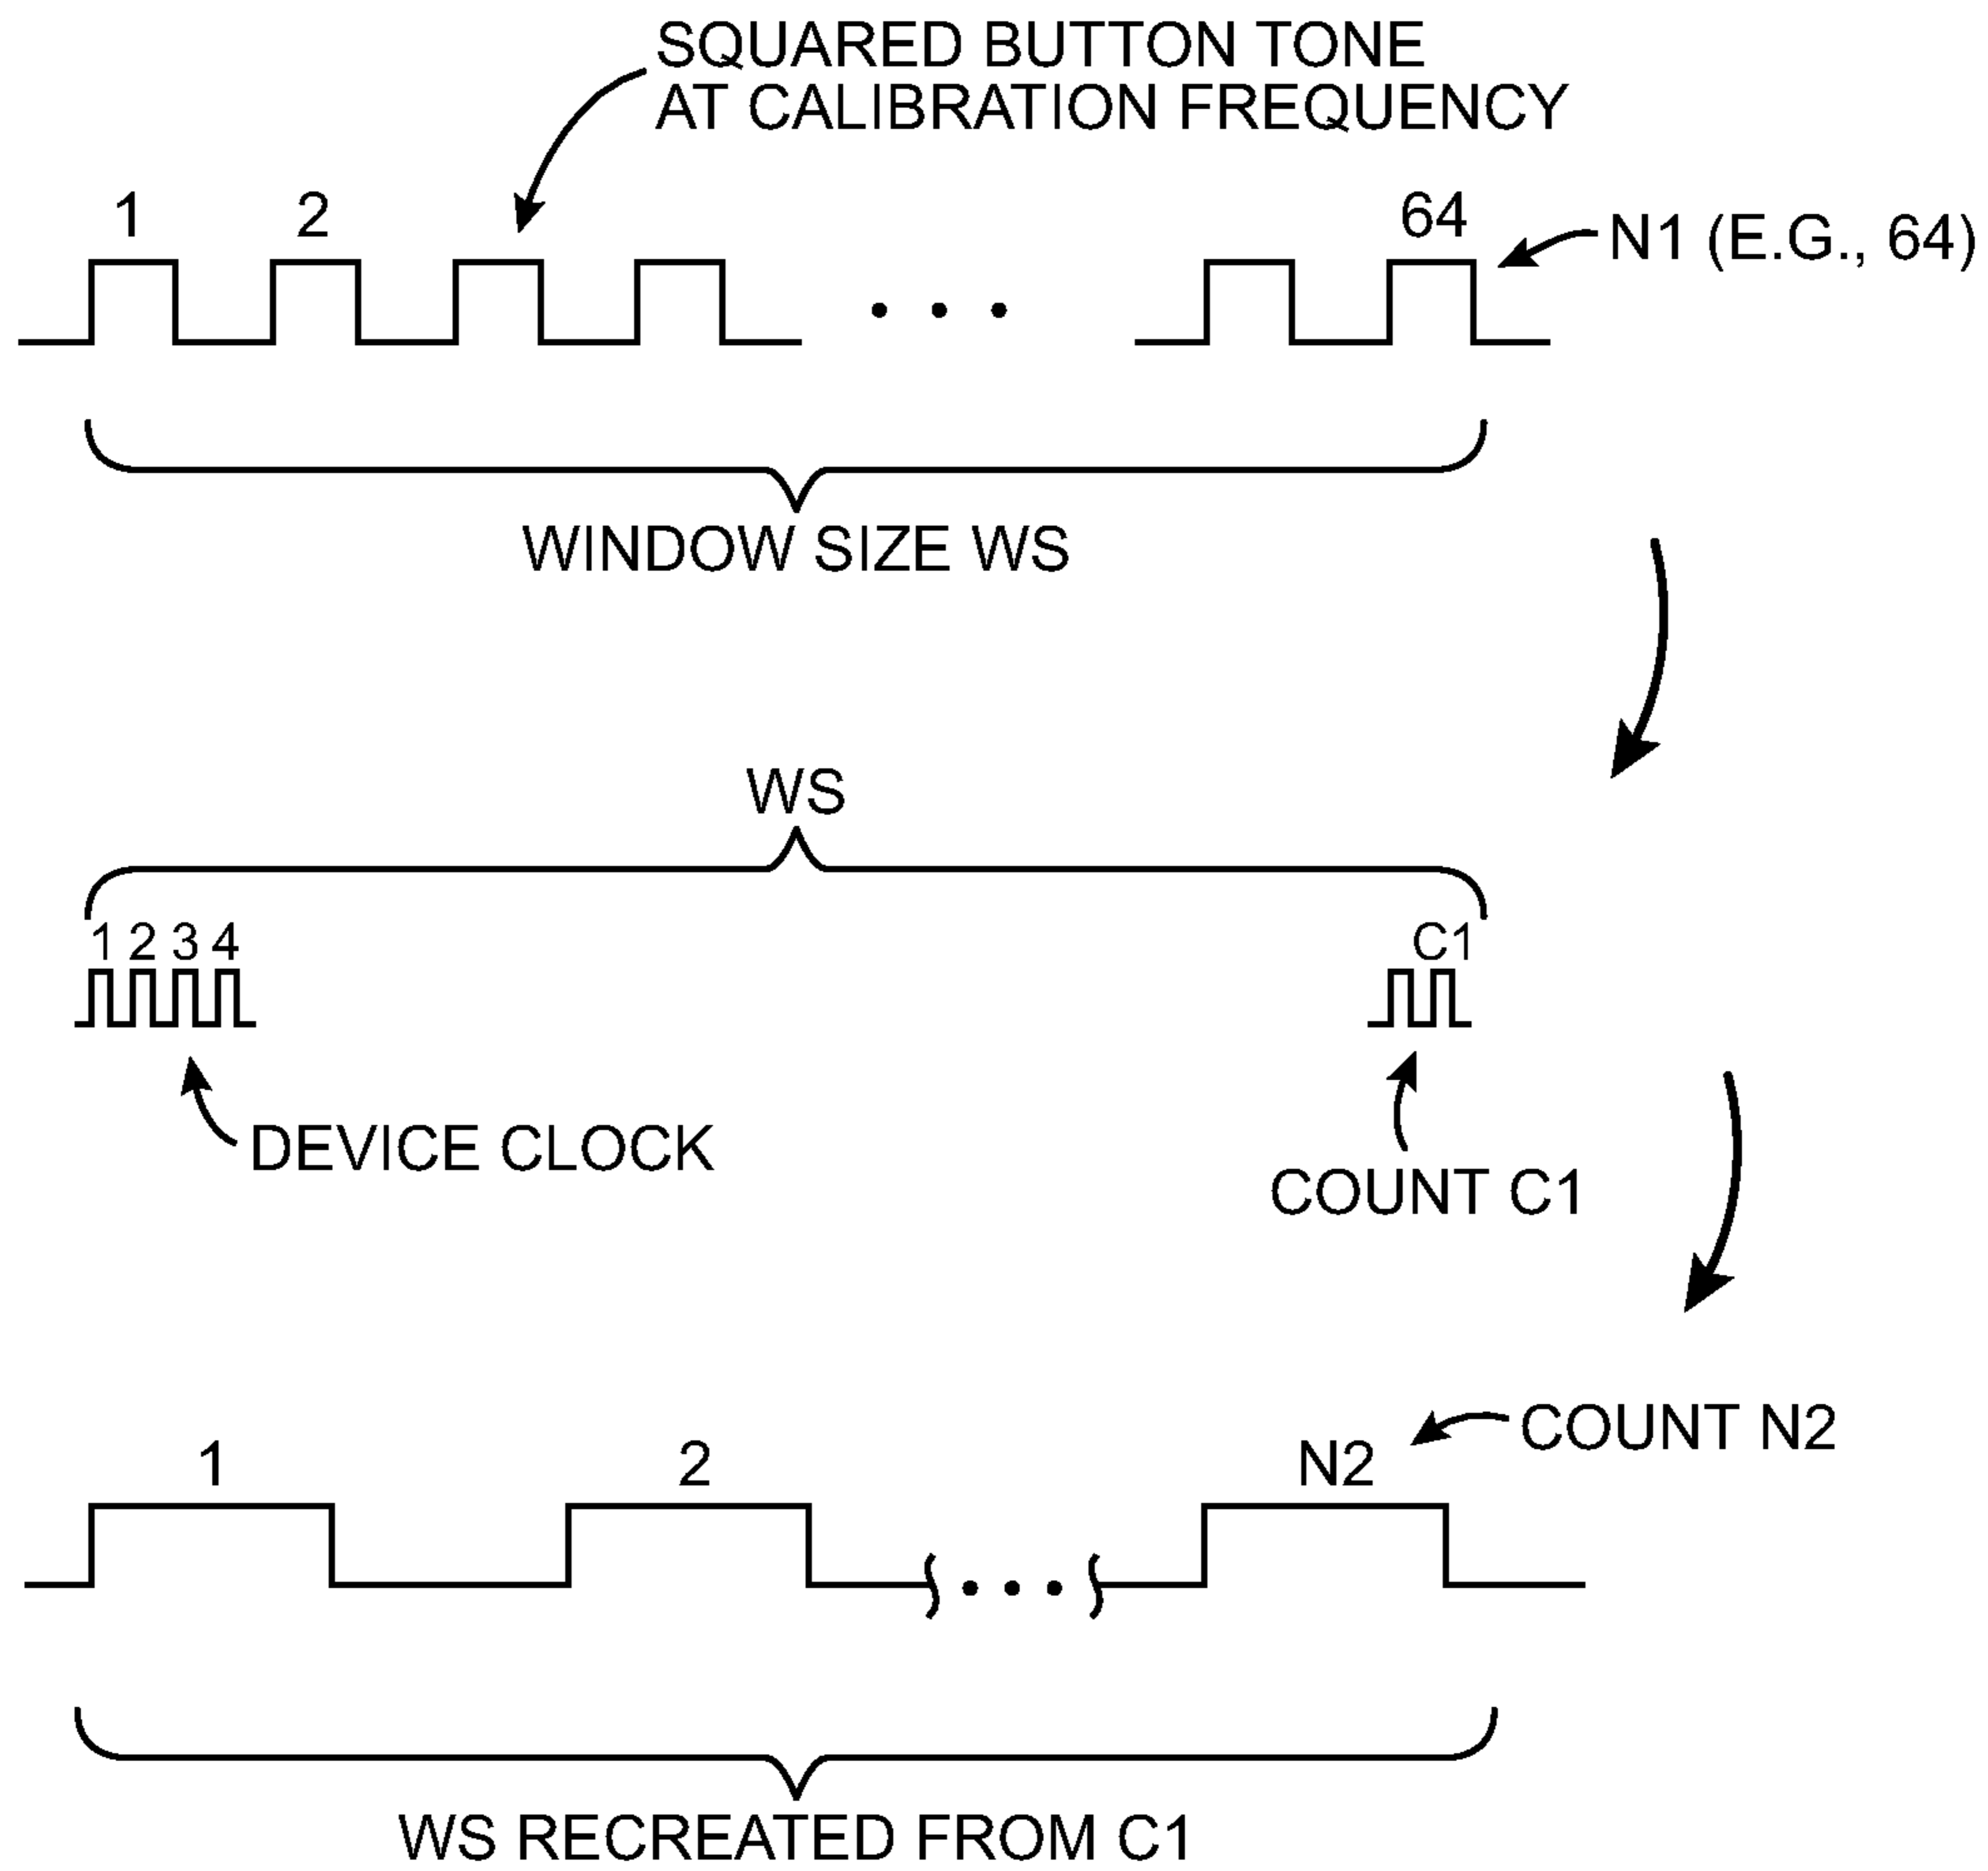 SQUARED BUTTON TONE
AT CALIBRATION FREQUENCY
1 2 64
N1 (E.G., 64)
WINDOW SIZE WS
WS
1 2 3 4 C1
DEVICE CLOCK
COUNT C1
COUNT N2
1 2 N2
WS RECREATED FROM C1